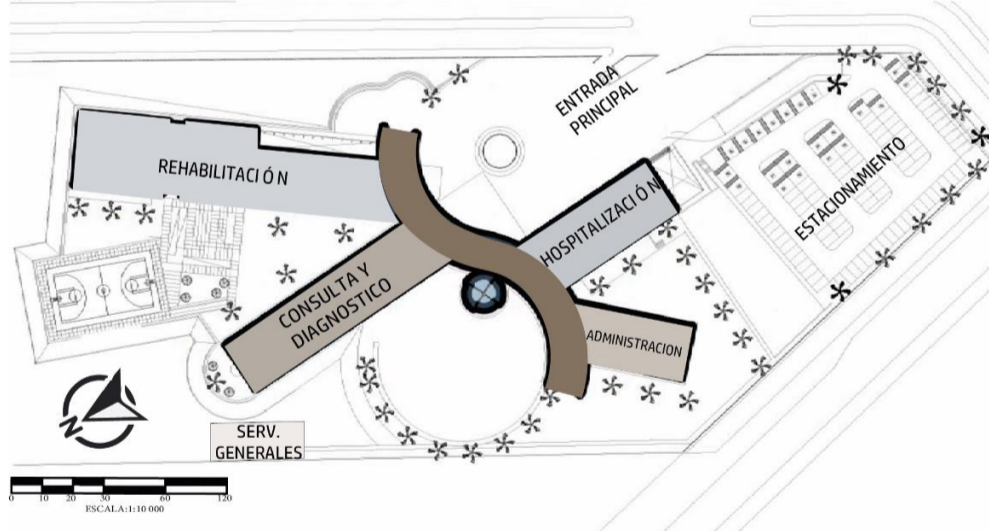 ENTRADA
PRINCIPAL
REHABILITACIÓN
HOSPITALIZACIÓN
ESTACIONAMIENTO
CONSULTA Y
DIAGNOSTICO
ADMINISTRACION
N
SERV.
GENERALES
0 10 20 30 60 120
ESCALA:1:10 000